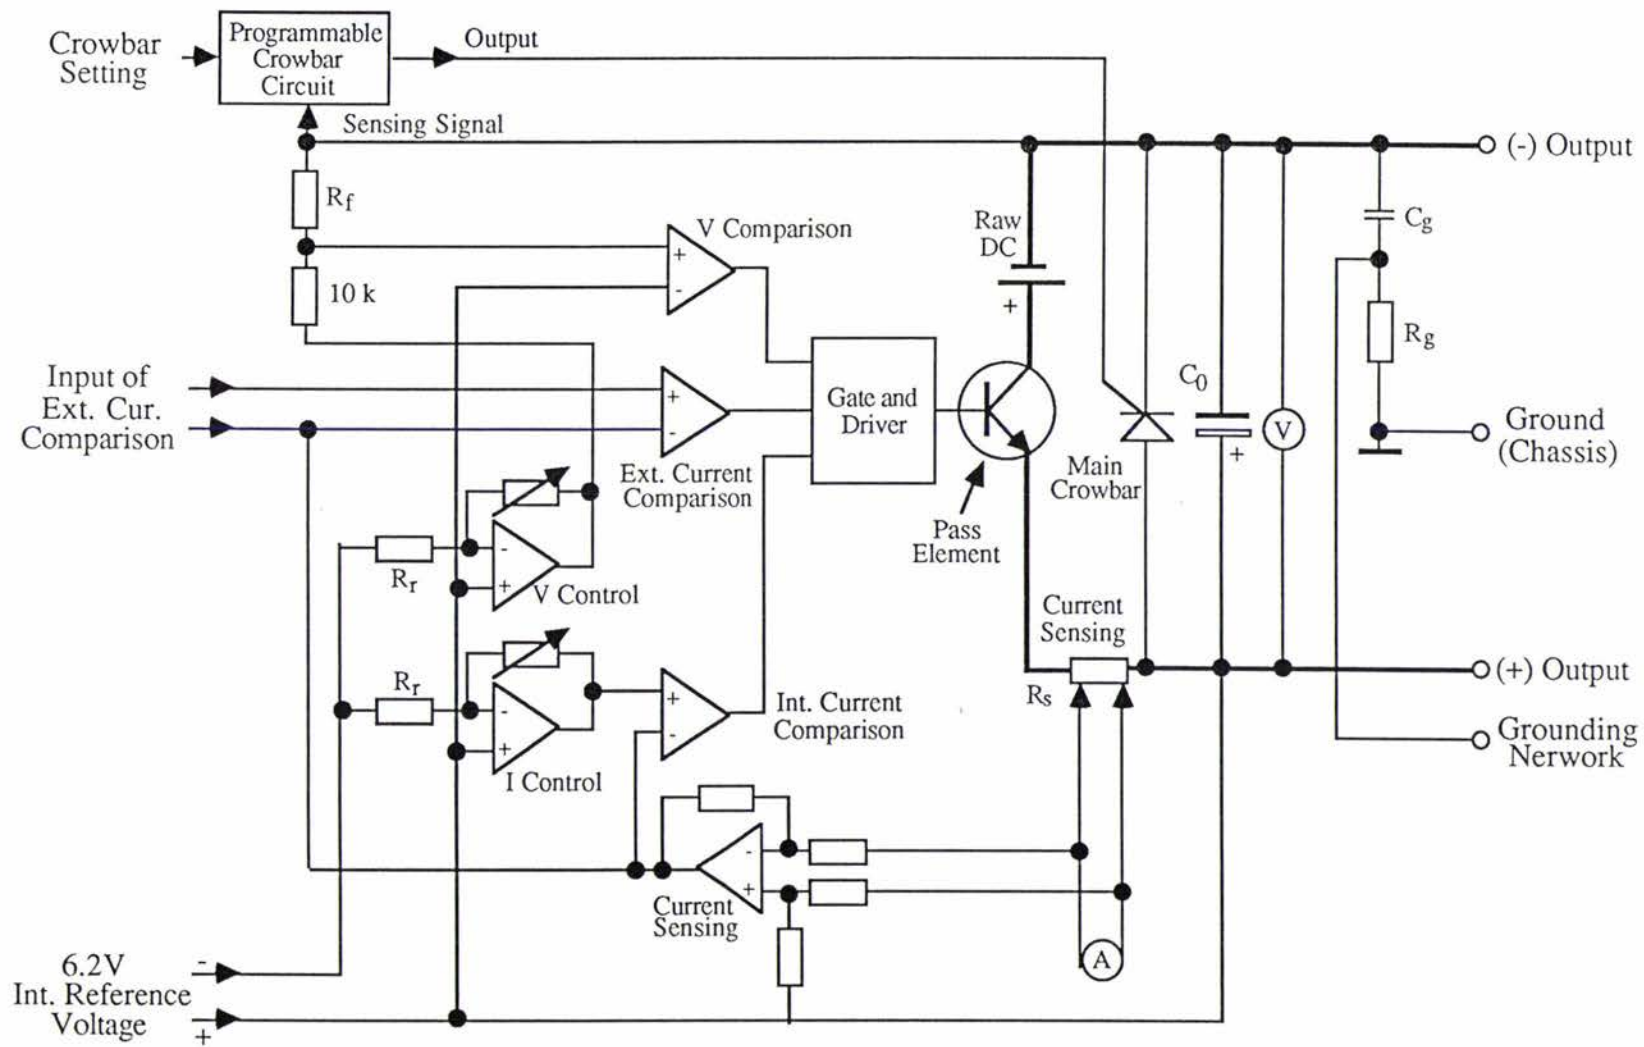 Crowbar
Setting
Programmable
Crowbar
Circuit
Output
Sensing Signal
(-) Output
Rf
V Comparison
Raw
DC
Cg
+
-
10 k
+
Rg
Input of
Ext. Cur.
Comparison
+
-
Gate and
Driver
C0
V
+
Ground
(Chassis)
Ext. Current
Comparison
Main
Crowbar
Pass
Element
-
+
Rr
V Control
Current
Sensing
(+) Output
Rs
Rr
-
+
+
-
Int. Current
Comparison
I Control
Grounding
Nerwork
-
+
Current
Sensing
A
6.2V
Int. Reference
Voltage
-
+